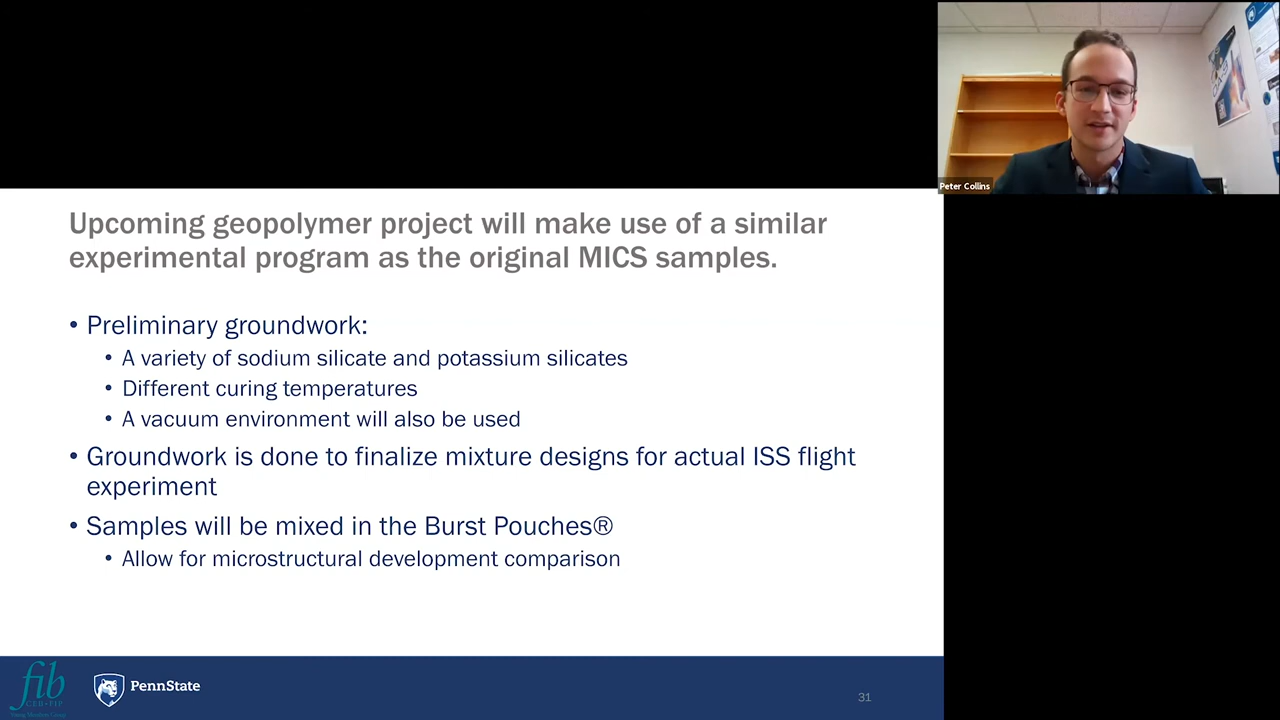 Peter Collins
Upcoming geopolymer project will make use of a similar
experimental program as the original MICS samples.
• Preliminary groundwork:
• A variety of sodium silicate and potassium silicates
• Different curing temperatures
• A vacuum environment will also be used
• Groundwork is done to finalize mixture designs for actual ISS flight
experiment
• Samples will be mixed in the Burst Pouches®
• Allow for microstructural development comparison
fib
CEB-FIP
PennState
31